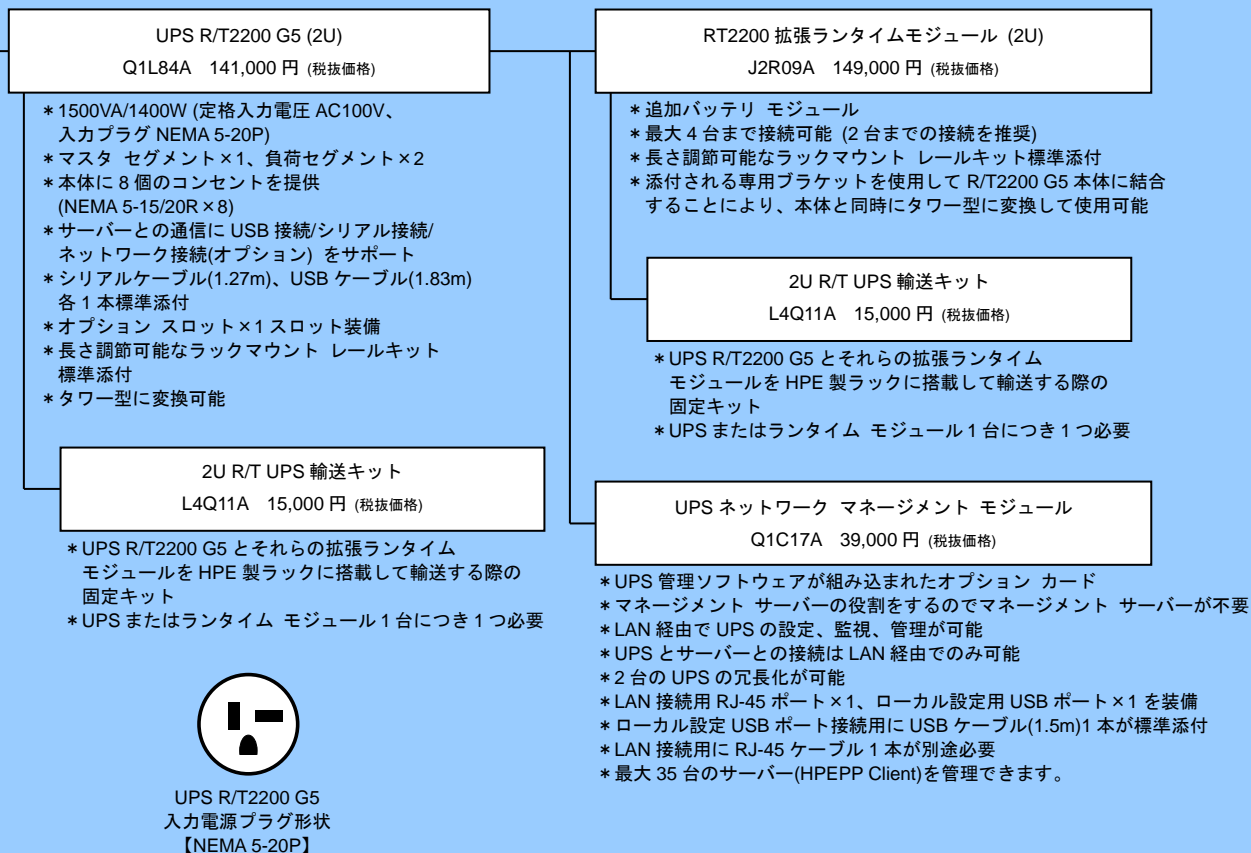 UPS R/T2200 G5 (2U)
Q1L84A 141,000 円 (税抜価格)
＊1500VA/1400W (定格入力電圧 AC100V、
入力プラグ NEMA 5-20P)
＊マスタ セグメント×1、負荷セグメント×2
＊本体に 8 個のコンセントを提供
(NEMA 5-15/20R×8)
＊サーバーとの通信に USB 接続/シリアル接続/
ネットワーク接続(オプション) をサポート
＊シリアルケーブル(1.27m)、USB ケーブル(1.83m)
各 1 本標準添付
＊オプション スロット×1 スロット装備
＊長さ調節可能なラックマウント レールキット
標準添付
＊タワー型に変換可能
2U R/T UPS 輸送キット
L4Q11A 15,000 円 (税抜価格)
＊UPS R/T2200 G5 とそれらの拡張ランタイム
モジュールを HPE 製ラックに搭載して輸送する際の
固定キット
＊UPS またはランタイム モジュール 1 台につき 1 つ必要
UPS R/T2200 G5
入力電源プラグ形状
【NEMA 5-20P】
RT2200 拡張ランタイムモジュール (2U)
J2R09A 149,000 円 (税抜価格)
＊追加バッテリ モジュール
＊最大 4 台まで接続可能 (2 台までの接続を推奨)
＊長さ調節可能なラックマウント レールキット標準添付
＊添付される専用ブラケットを使用して R/T2200 G5 本体に結合
することにより、本体と同時にタワー型に変換して使用可能
2U R/T UPS 輸送キット
L4Q11A 15,000 円 (税抜価格)
＊UPS R/T2200 G5 とそれらの拡張ランタイム
モジュールを HPE 製ラックに搭載して輸送する際の
固定キット
＊UPS またはランタイム モジュール 1 台につき 1 つ必要
UPS ネットワーク マネージメント モジュール
Q1C17A 39,000 円 (税抜価格)
＊UPS 管理ソフトウェアが組み込まれたオプション カード
＊マネージメント サーバーの役割をするのでマネージメント サーバーが不要
＊LAN 経由で UPS の設定、監視、管理が可能
＊UPS とサーバーとの接続は LAN 経由でのみ可能
＊2 台の UPS の冗長化が可能
＊LAN 接続用 RJ-45 ポート×1、ローカル設定用 USB ポート×1 を装備
＊ローカル設定 USB ポート接続用に USB ケーブル(1.5m)1 本が標準添付
＊LAN 接続用に RJ-45 ケーブル 1 本が別途必要
＊最大 35 台のサーバー(HPEPP Client)を管理できます。